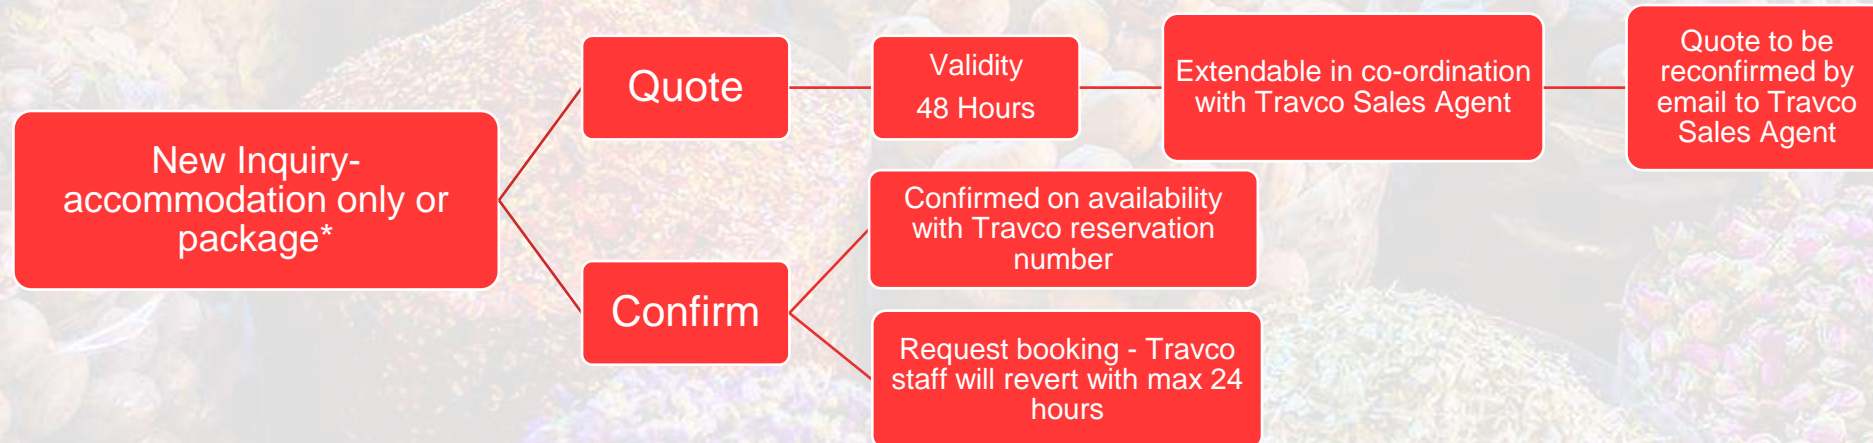 New Inquiry-
accommodation only or
package*
Quote
Validity
48 Hours
Extendable in co-ordination
with Travco Sales Agent
Quote to be
reconfirmed by
email to Travco
Sales Agent
Confirm
Confirmed on availability
with Travco reservation
number
Request booking - Travco
staff will revert with max 24
hours